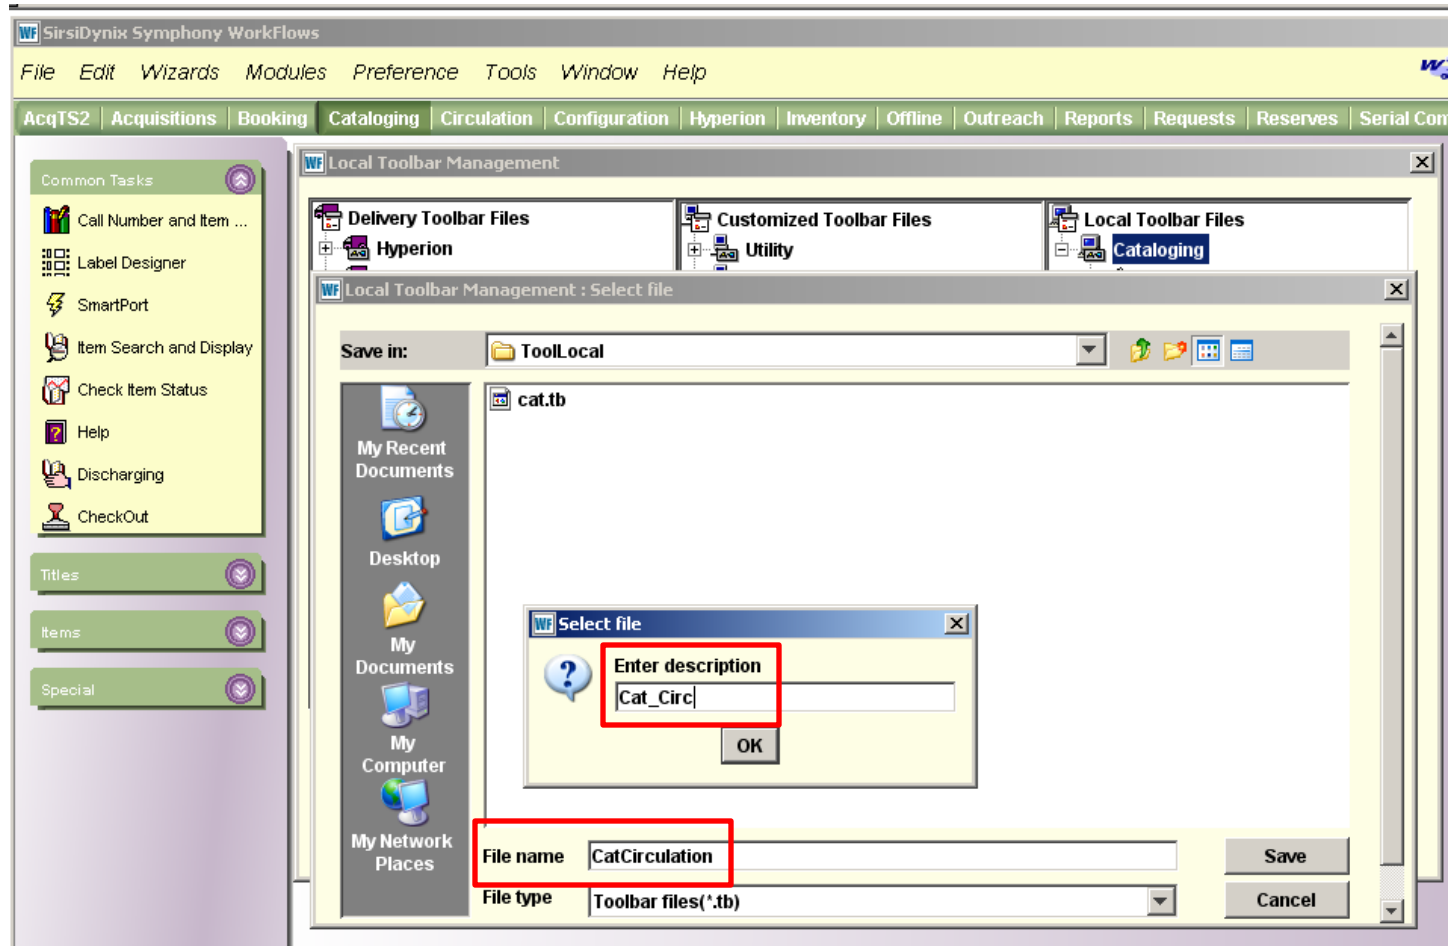 WF SirsiDynix Symphony WorkFlows
File Edit Wizards Modules Preference Tools Window Help
AcqTS2 Acquisitions Booking Cataloging Circulation Configuration Hyperion Inventory Offline Outreach Reports Requests Reserves Serial Con
Common Tasks
Call Number and Item ...
Label Designer
SmartPort
Item Search and Display
Check Item Status
Help
Discharging
CheckOut
Titles
Items
Special
WF Local Toolbar Management
Delivery Toolbar Files
Hyperion
Customized Toolbar Files
Utility
Local Toolbar Files
Cataloging
WF Local Toolbar Management : Select file
Save in:
ToolLocal
My Recent
Documents
Desktop
My
Documents
My
Computer
My Network
Places
cat.tb
WF Select file
Enter description
Cat_Circ
OK
File name CatCirculation
Save
File type Toolbar files(*.tb)
Cancel